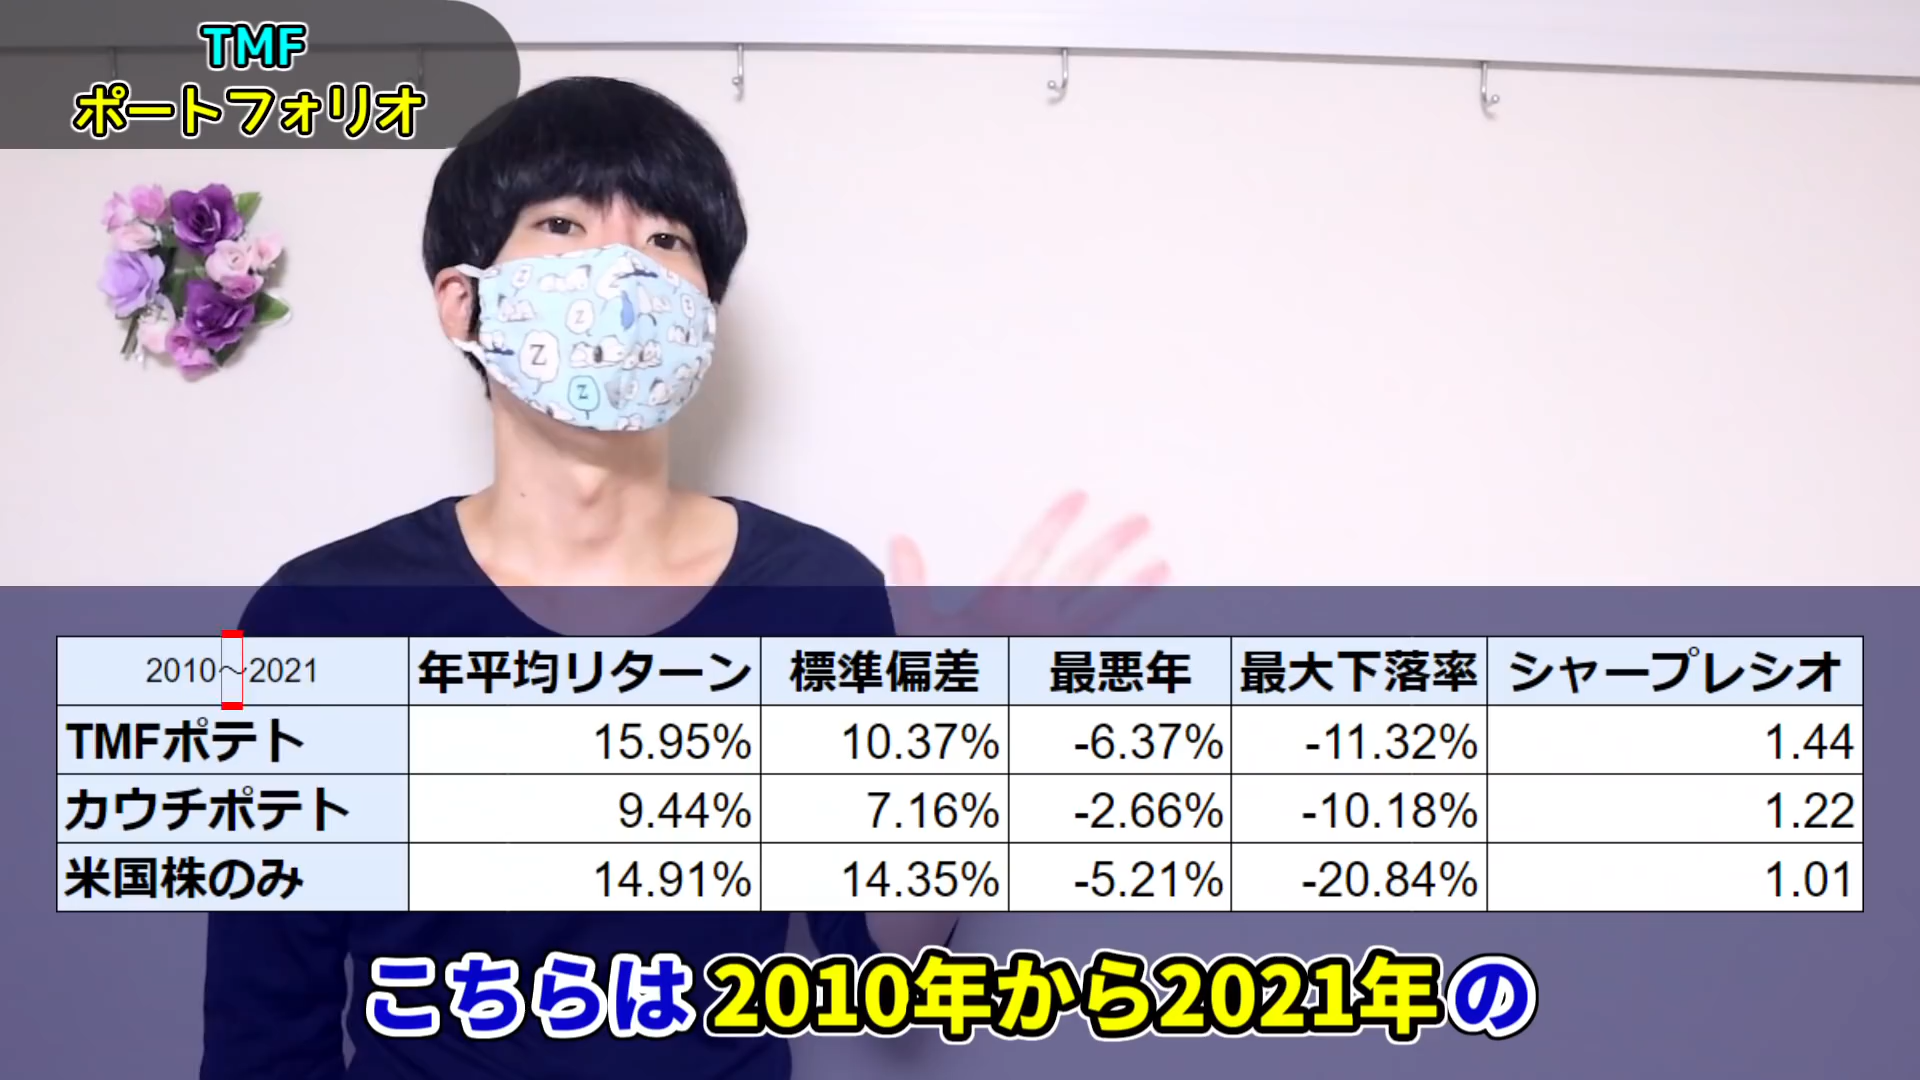 TMF
ポートフォリオ
2010～2021 年平均リターン 標準偏差 最悪年 最大下落率 シャープレシオ
TMFポテト 15.95% 10.37% -6.37% -11.32% 1.44
カウチポテト 9.44% 7.16% -2.66% -10.18% 1.22
米国株のみ 14.91% 14.35% -5.21% -20.84% 1.01
こちらは2010年から2021年の
Z
Z
Z
Z